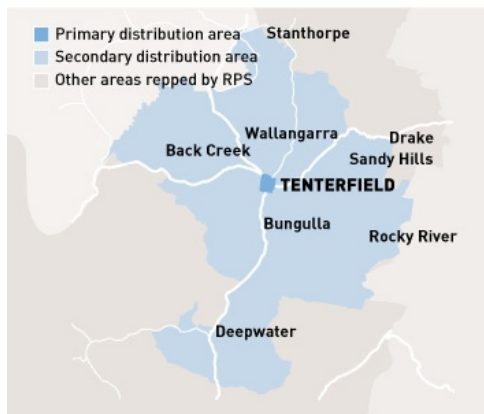 Primary distribution area
Stanthorpe
Secondary distribution area
Other areas repped by RPS
Wallangarra
Drake
Back Creek
Sandy Hills
TENTERFIELD
Bungulla
Rocky River
Deepwater